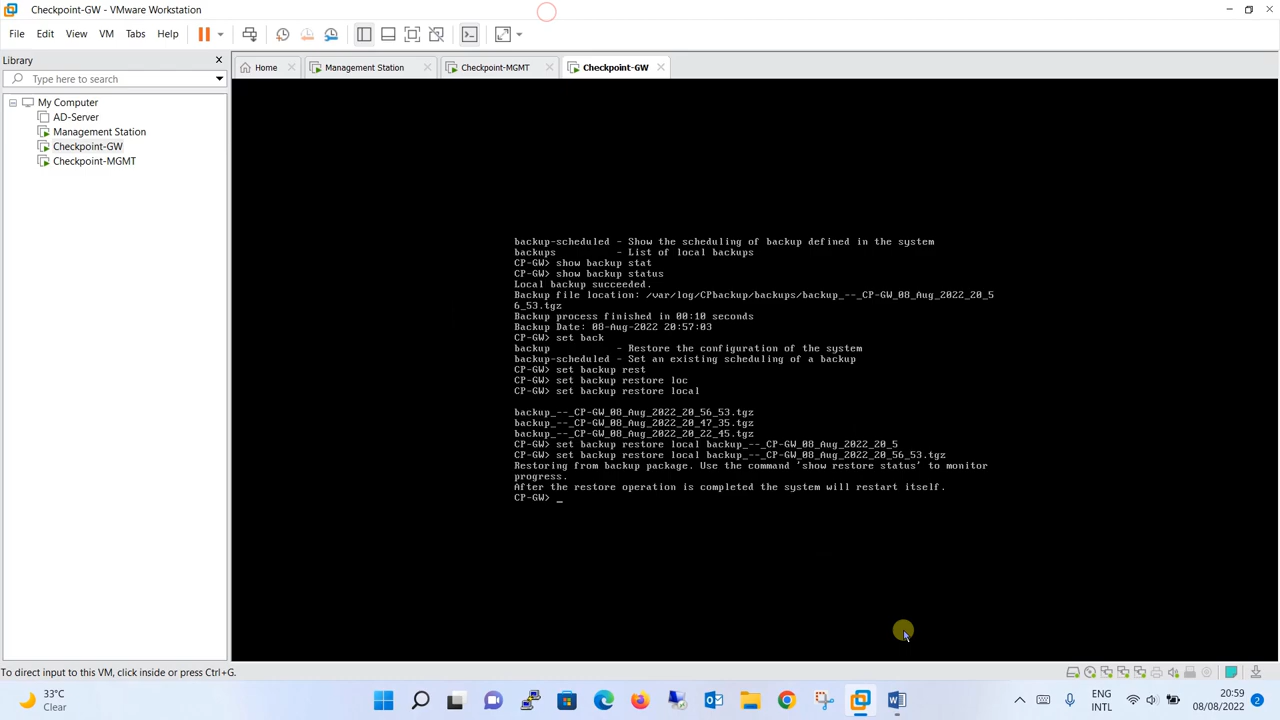 Checkpoint-GW - VMware Workstation
File Edit View VM Tabs Help
Library
Type here to search
My Computer
AD-Server
Management Station
Checkpoint-GW
Checkpoint-MGMT
Home Management Station Checkpoint-MGMT Checkpoint-GW
backup-scheduled - Show the scheduling of backup defined in the system
backups - List of local backups
CP-GW> show backup stat
CP-GW> show backup status
Local backup succeeded.
Backup file location: /var/log/CPbackup/backups/backup_--_CP-GW_08_Aug_2022_20_5
6_53.tgz
Backup process finished in 00:10 seconds
Backup Date: 08-Aug-2022 20:57:03
CP-GW> set back
backup - Restore the configuration of the system
backup-scheduled - Set an existing scheduling of a backup
CP-GW> set backup rest
CP-GW> set backup restore loc
CP-GW> set backup restore local
backup_--_CP-GW_08_Aug_2022_20_56_53.tgz
backup_--_CP-GW_08_Aug_2022_20_47_35.tgz
backup_--_CP-GW_08_Aug_2022_20_22_45.tgz
CP-GW> set backup restore local backup_--_CP-GW_08_Aug_2022_20_5
CP-GW> set backup restore local backup_--_CP-GW_08_Aug_2022_20_56_53.tgz
Restoring from backup package. Use the command 'show restore status' to monitor
progress.
After the restore operation is completed the system will restart itself.
CP-GW> _
To direct input to this VM, click inside or press Ctrl+G.
33°C
Clear
ENG
INTL
20:59
08/08/2022
2